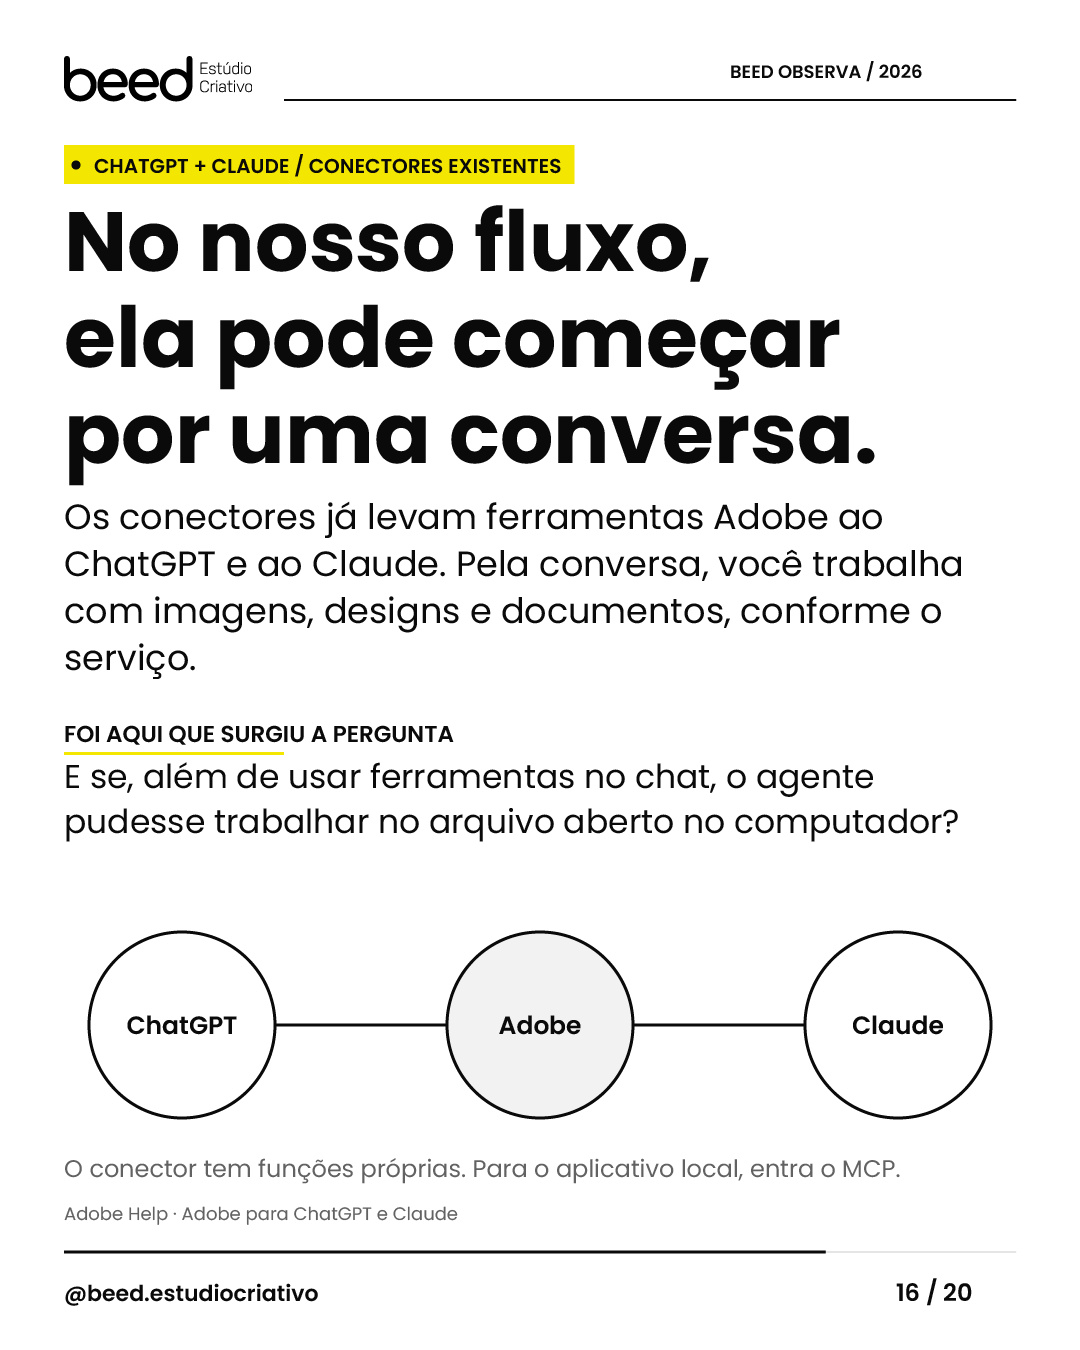 beed Estúdio
Criativo
BEED OBSERVA / 2026
• CHATGPT + CLAUDE / CONECTORES EXISTENTES
No nosso fluxo,
ela pode começar
por uma conversa.
Os conectores já levam ferramentas Adobe ao
ChatGPT e ao Claude. Pela conversa, você trabalha
com imagens, designs e documentos, conforme o
serviço.
FOI AQUI QUE SURGIU A PERGUNTA
E se, além de usar ferramentas no chat, o agente
pudesse trabalhar no arquivo aberto no computador?
ChatGPT
Adobe
Claude
O conector tem funções próprias. Para o aplicativo local, entra o MCP.
Adobe Help · Adobe para ChatGPT e Claude
@beed.estudiocriativo
16 / 20